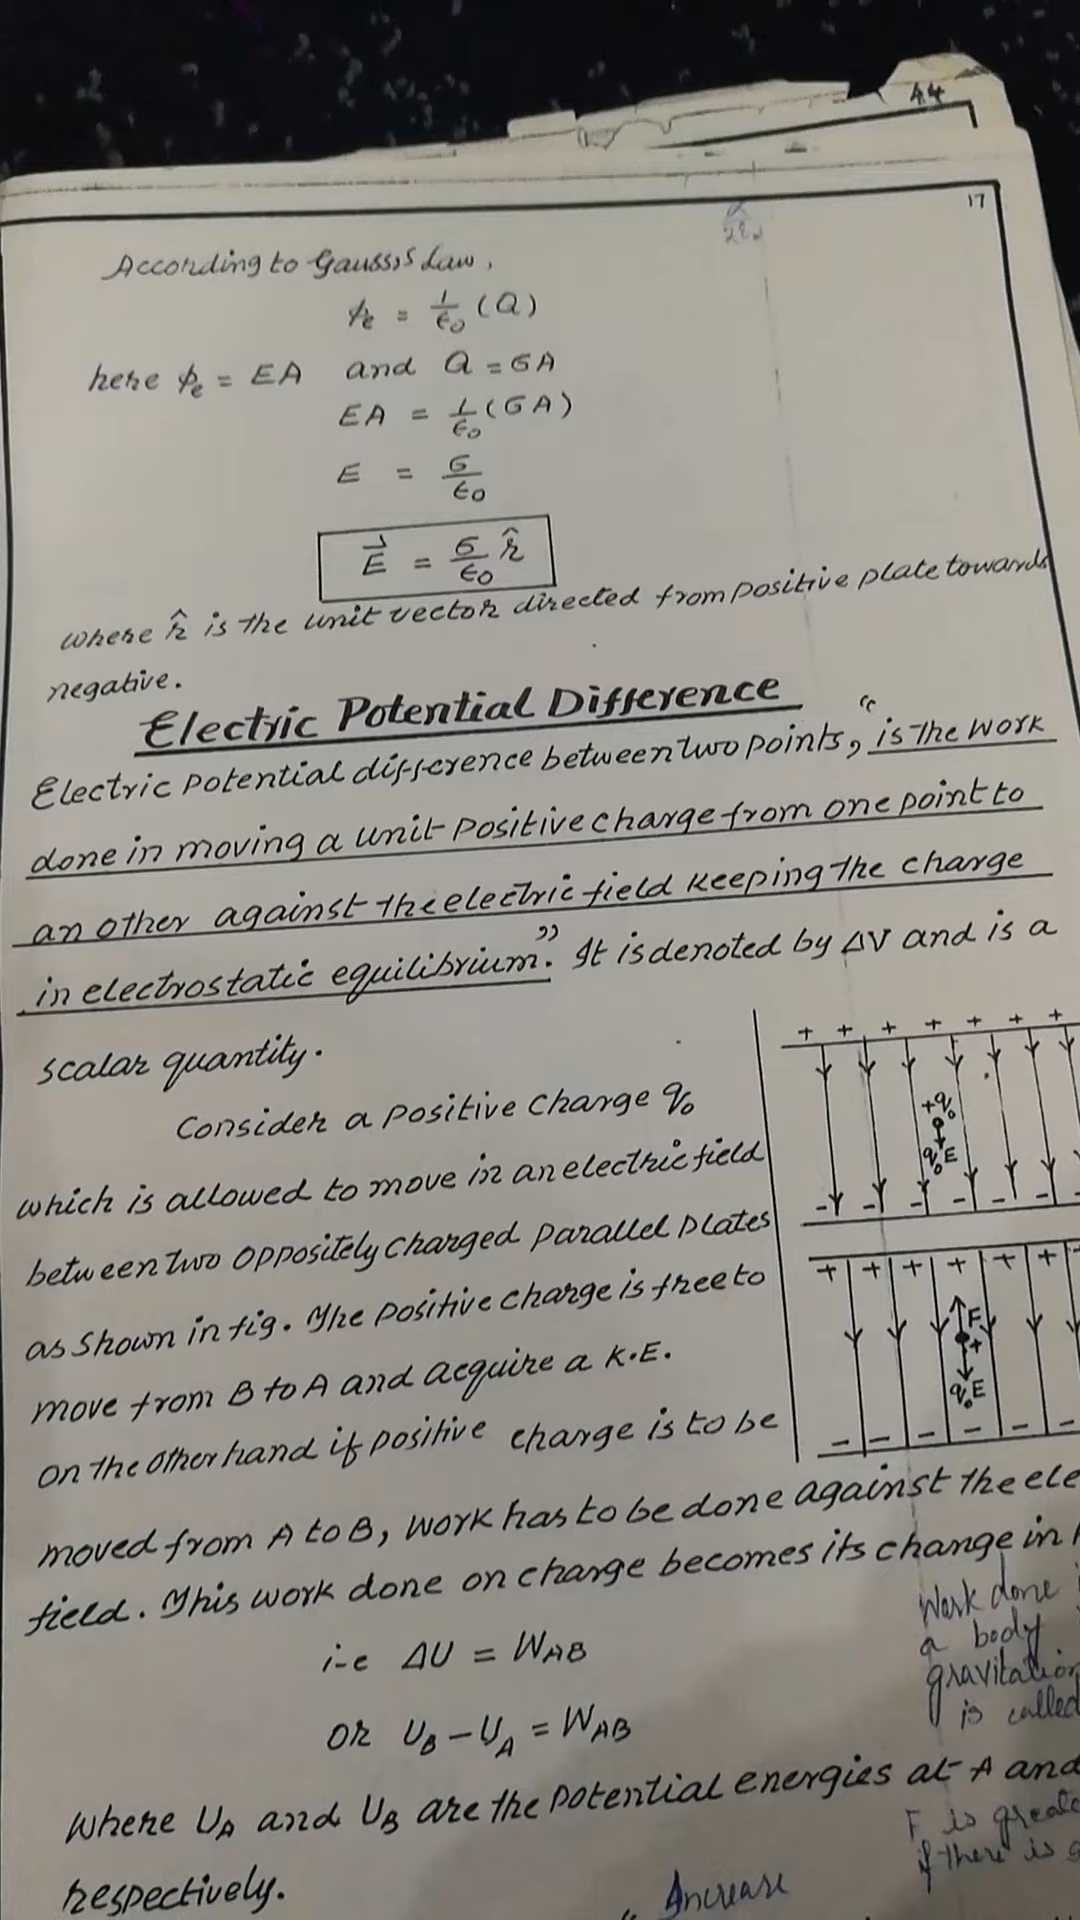 44
17
According to Gauss's Law,
ϕe = 1/ϵ0 (Q)
here ϕe = EA and Q = σA
EA = 1/ϵ0 (σA)
E = σ/ϵ0
E⃗ = σ/ϵ0 r̂
where r̂ is the unit vector directed from positive plate towards
negative.
Electric Potential Difference
Electric potential difference between two points, "is the work
done in moving a unit positive charge from one point to
an other against the electric field keeping the charge
in electrostatic equilibrium." It is denoted by ΔV and is a
scalar quantity.
Consider a positive charge q₀
which is allowed to move in an electric field
between two oppositely charged parallel plates
as shown in fig. The positive charge is free to
move from B to A and acquire a K.E.
on the other hand if positive charge is to be
moved from A to B, work has to be done against the ele
field. This work done on charge becomes its change in
i-e ΔU = WAB
or UB - UA = WAB
where UA and UB are the potential energies at A and
respectively.
+ + + + + + +
+q₀
q₀E
- - - - - -
+ + + + + +
F
+
q₀E
- - - - - -
Work done
a body
gravitation
is called
F is greate
if there is
Increase